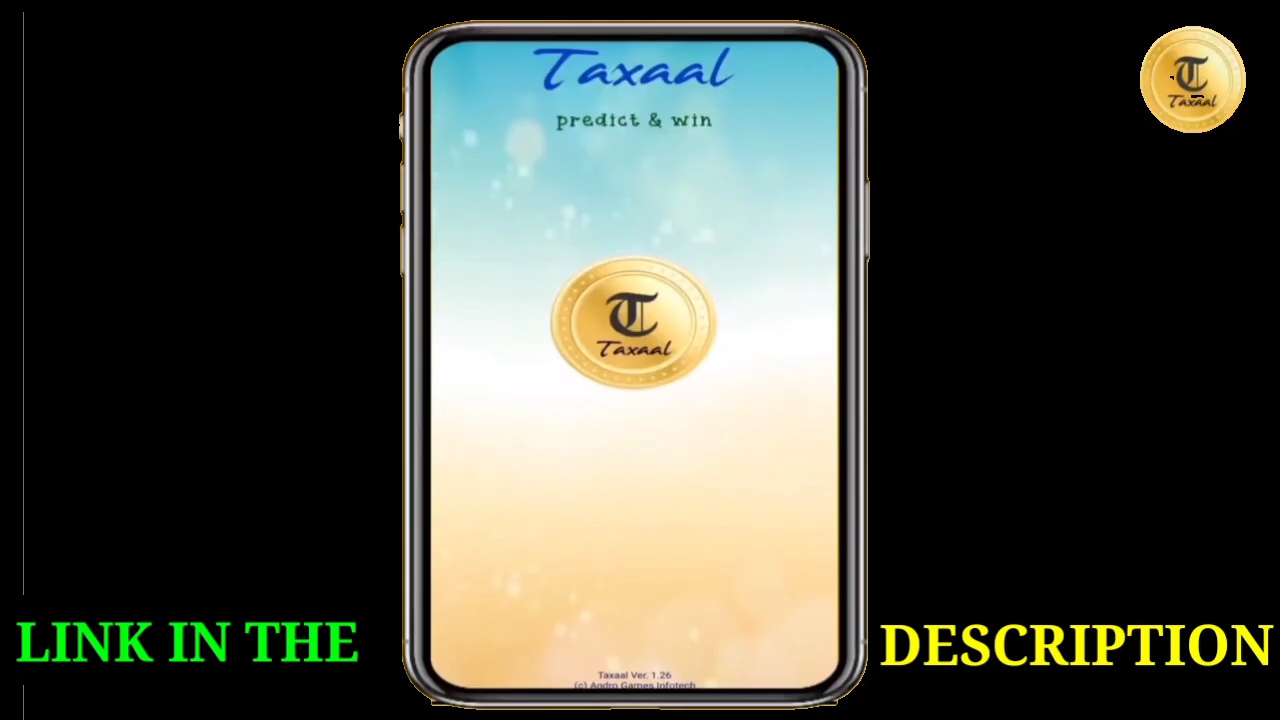 Taxaal
predict & win
T
Taxaal
T
Taxaal
LINK IN THE
DESCRIPTION
Taxaal Ver. 1.26
(c) Andro Games Infotech